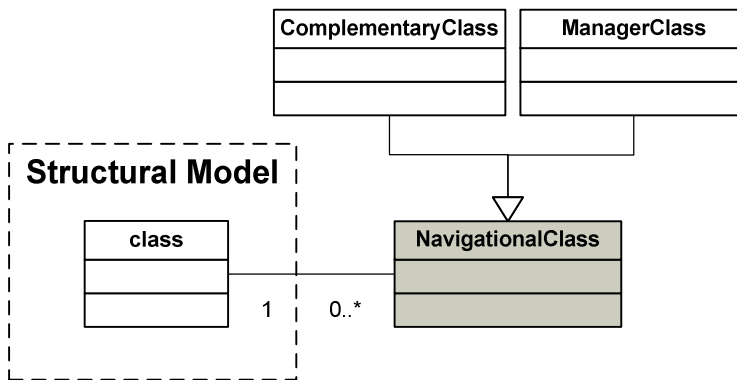 ComplementaryClass
ManagerClass
Structural Model
class
NavigationalClass
1
0..*